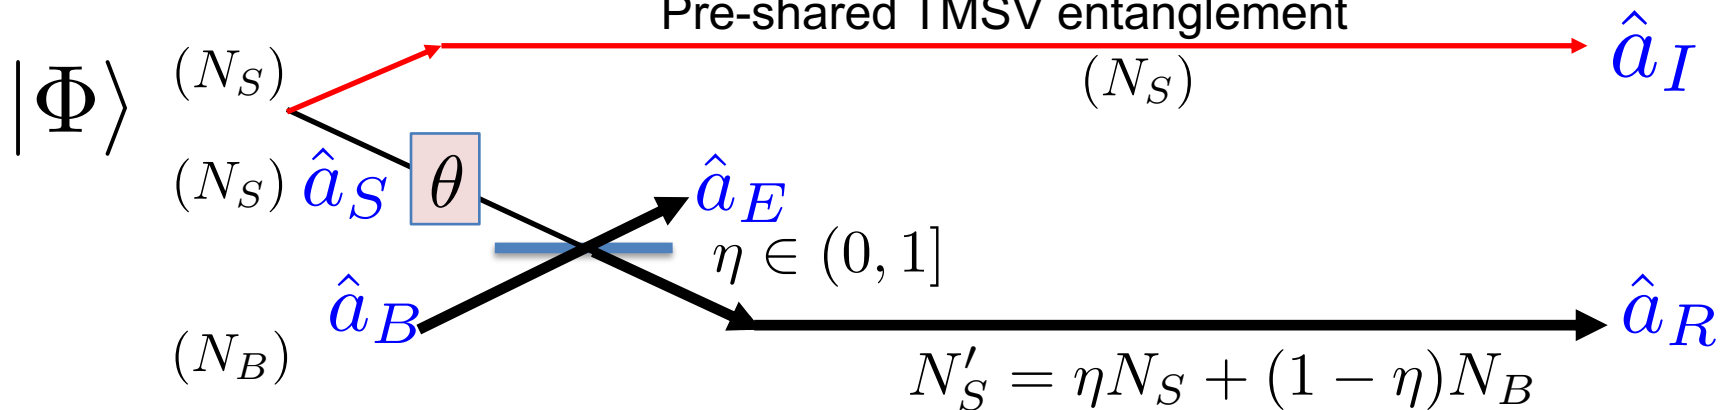 Pre-shared TMSV entanglement
|Φ⟩
(N_S)
(N_S)
â_I
(N_S) â_S
θ
â_E
η ∈ (0, 1]
â_B
(N_B)
â_R
N′_S = ηN_S + (1 − η)N_B